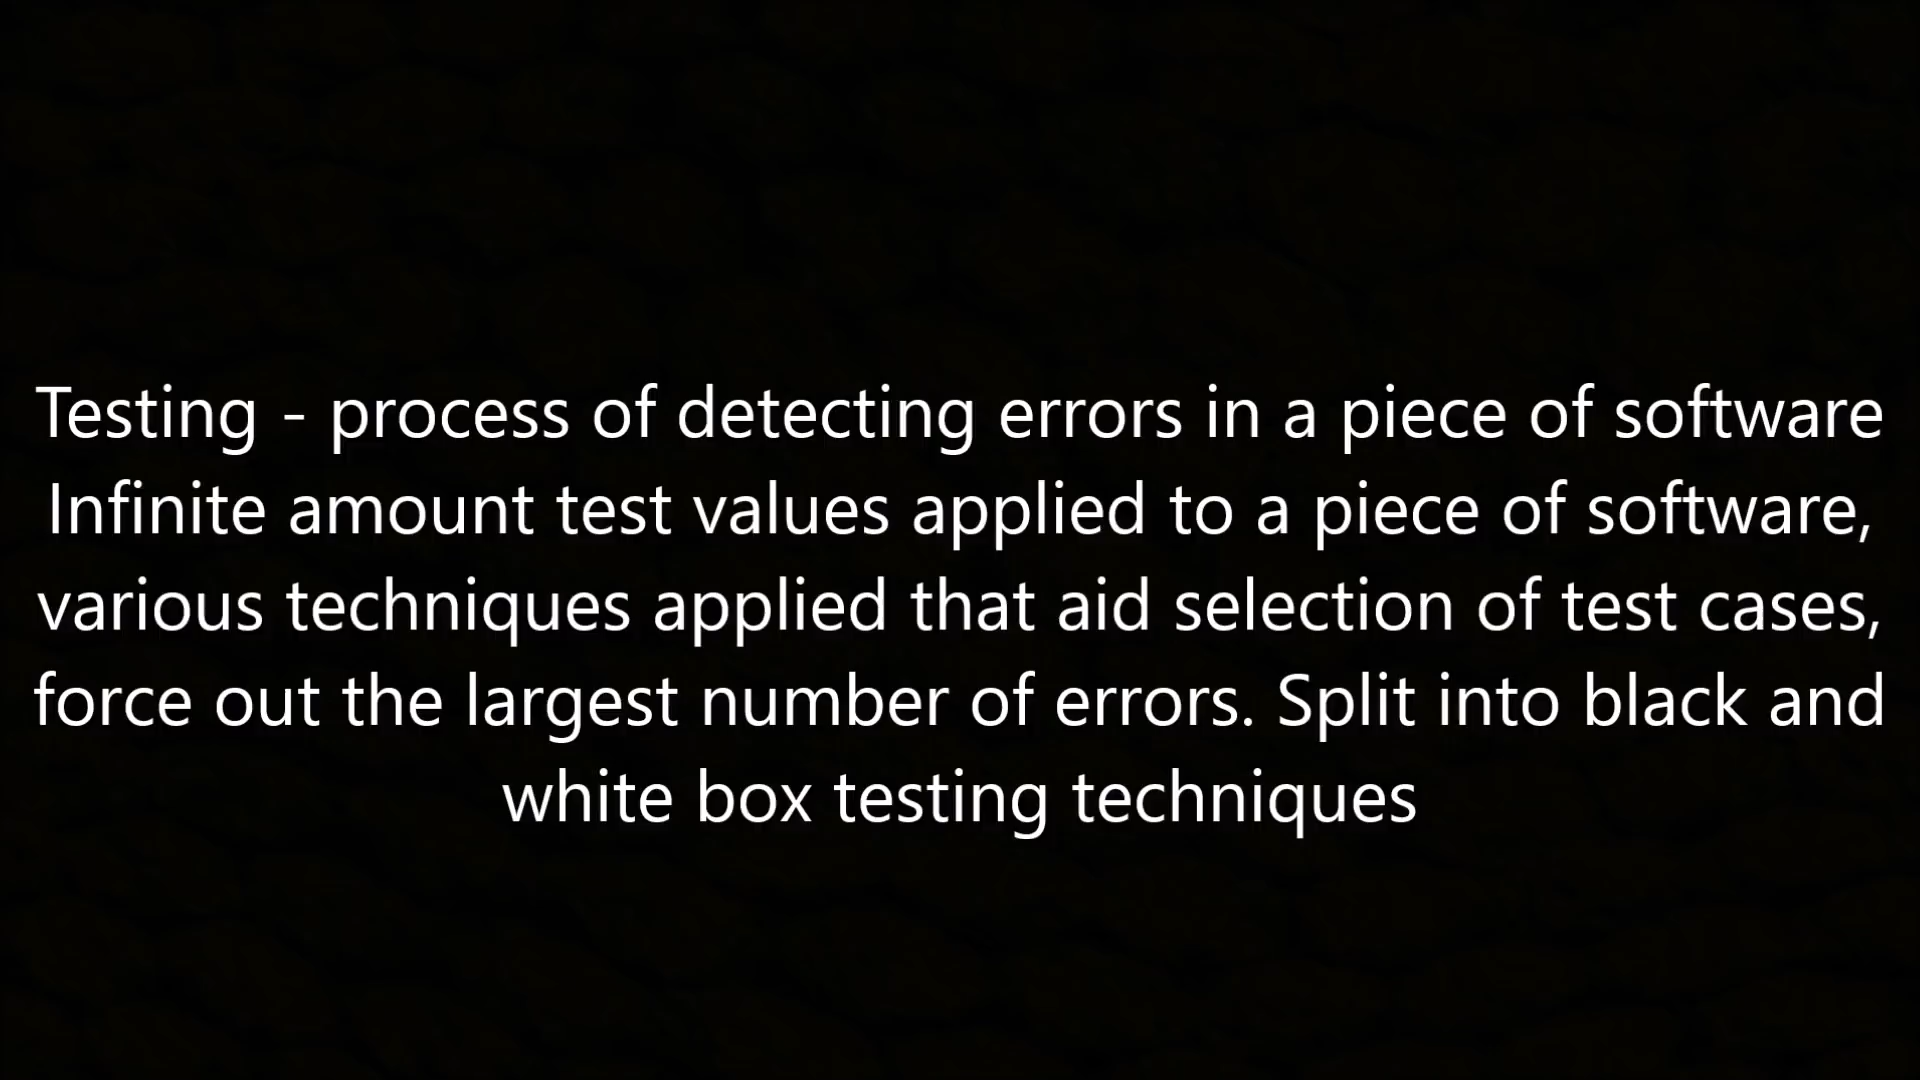 Testing - process of detecting errors in a piece of software
Infinite amount test values applied to a piece of software,
various techniques applied that aid selection of test cases,
force out the largest number of errors. Split into black and
white box testing techniques